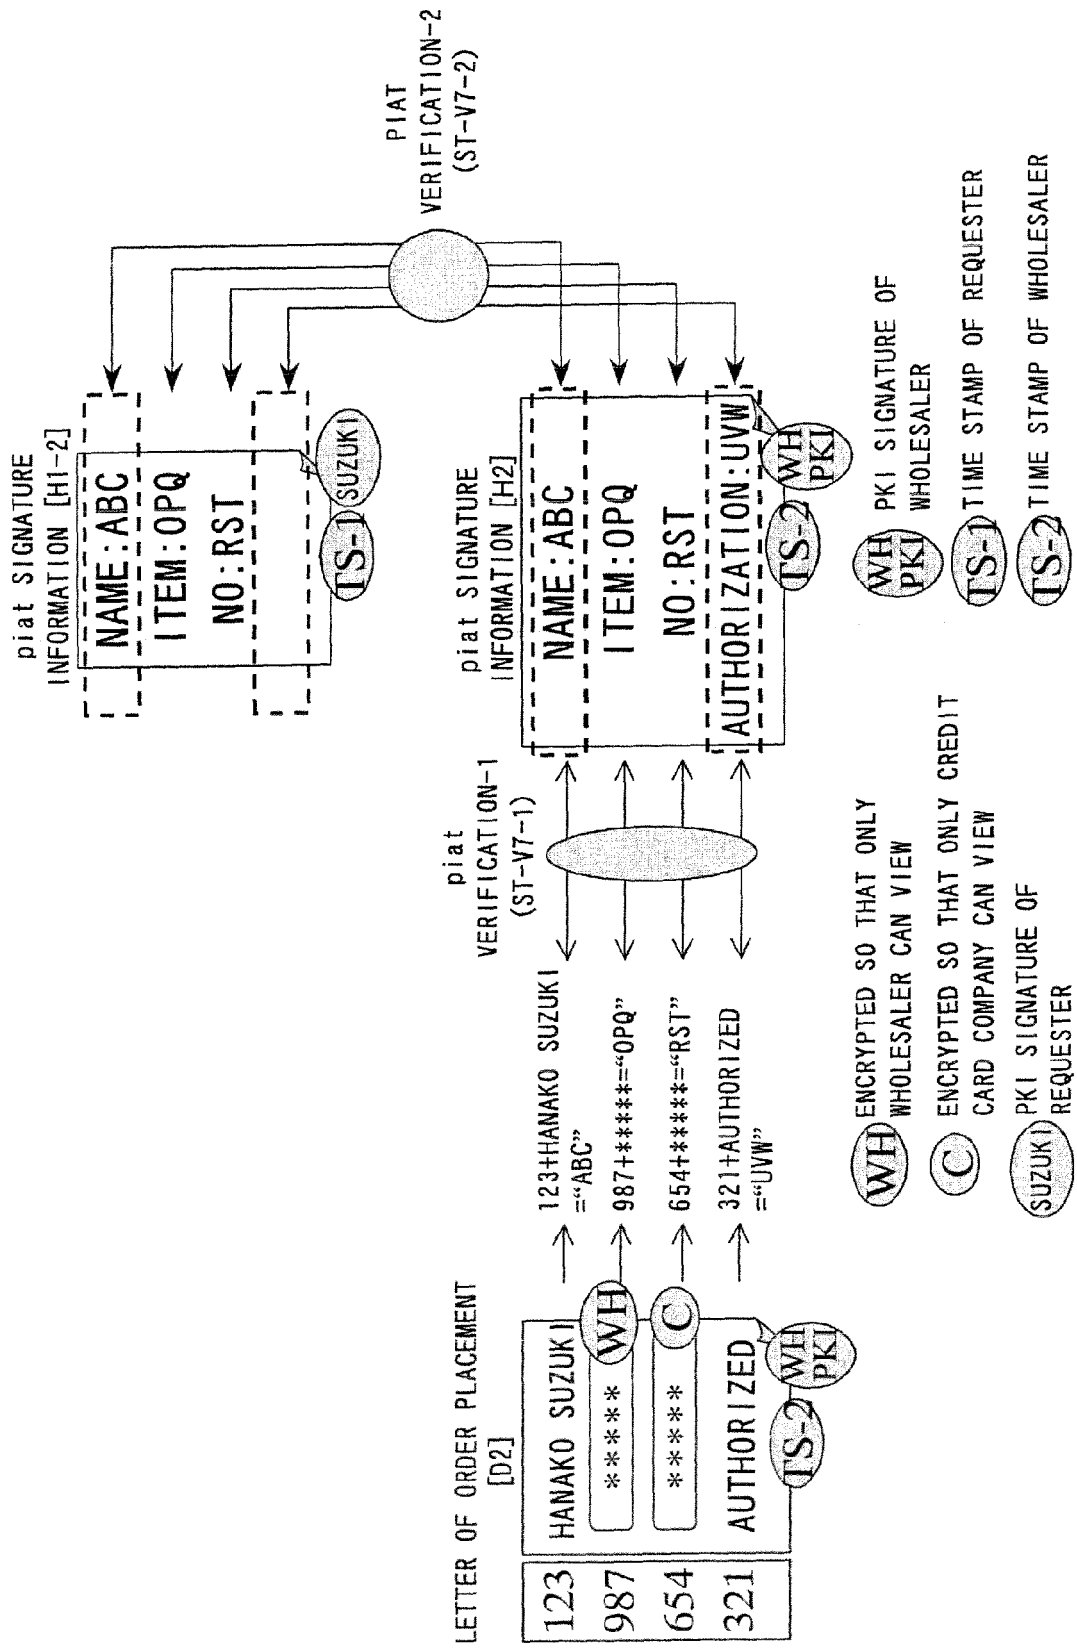 piat SIGNATURE
INFORMATION [H1-2]
NAME:ABC
ITEM:OPQ
NO:RST
TS-1
SUZUKI
PIAT
VERIFICATION-2
(ST-V7-2)
LETTER OF ORDER PLACEMENT
[D2]
123
HANAKO SUZUKI
987
*****
WH
654
*****
C
321
AUTHORIZED
TS-2
WH
PKI
123+HANAKO SUZUKI
="ABC"
987+*****="OPQ"
654+*****="RST"
321+AUTHORIZED
="UVW"
piat
VERIFICATION-1
(ST-V7-1)
piat SIGNATURE
INFORMATION [H2]
NAME:ABC
ITEM:OPQ
NO:RST
AUTHORIZATION:UVW
TS-2
WH
PKI
WH
ENCRYPTED SO THAT ONLY
WHOLESALER CAN VIEW
C
ENCRYPTED SO THAT ONLY CREDIT
CARD COMPANY CAN VIEW
SUZUKI
PKI SIGNATURE OF
REQUESTER
WH
PKI
PKI SIGNATURE OF
WHOLESALER
TS-1
TIME STAMP OF REQUESTER
TS-2
TIME STAMP OF WHOLESALER